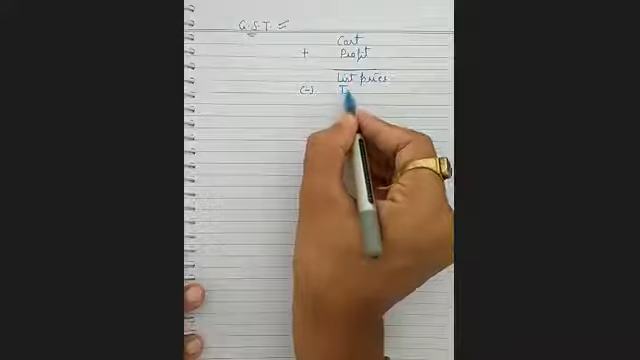 G.S.T. =
Cost
+ Profit
List price
(-) T